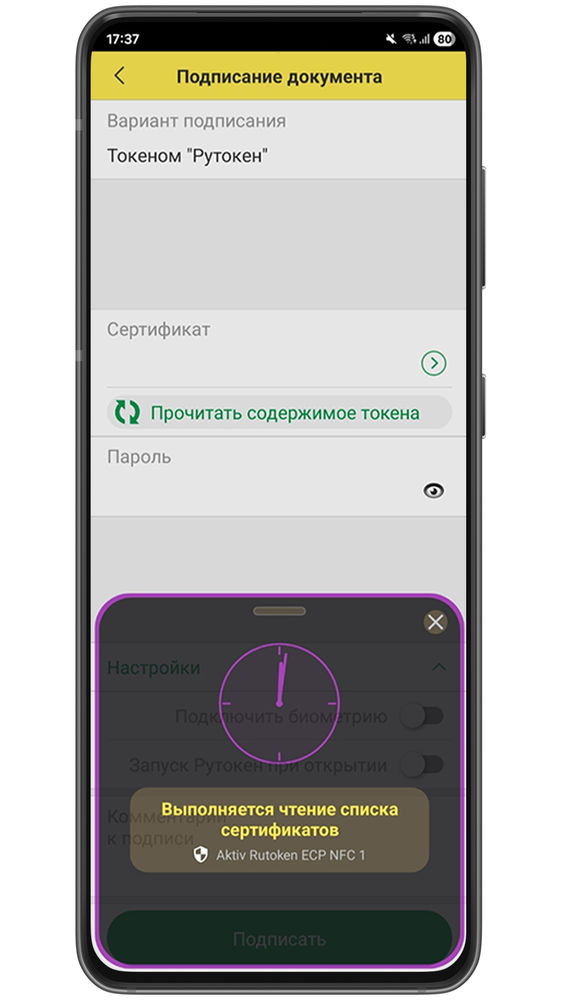 17:37
80
Подписание документа
Вариант подписания
Токеном "Рутокен"
Сертификат
Прочитать содержимое токена
Пароль
Настройки
Подключить биометрию
Запуск Рутокен при открытии
Комментарий
к подписи
Выполняется чтение списка
сертификатов
Aktiv Rutoken ECP NFC 1
Подписать